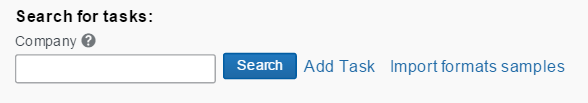 Search for tasks:
Company ?
Search Add Task Import formats samples